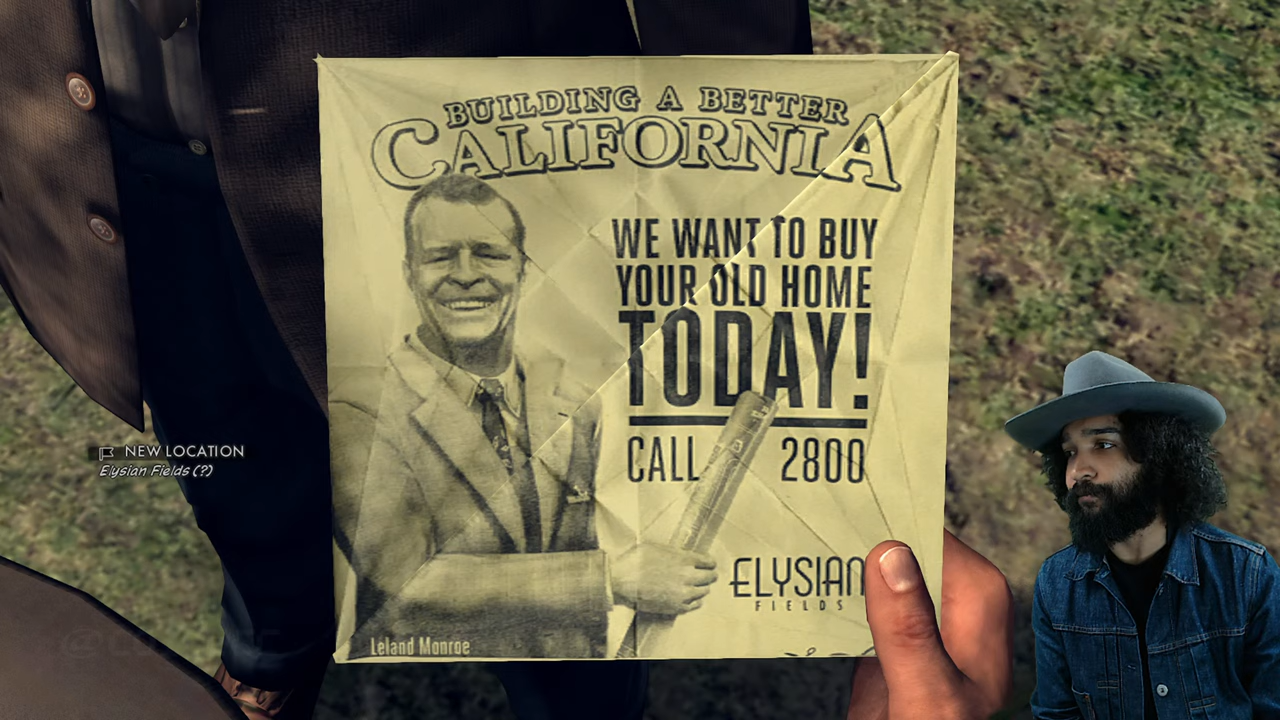 BUILDING A BETTER
CALIFORNIA
WE WANT TO BUY
YOUR OLD HOME
TODAY!
CALL 2800
ELYSIAN
FIELDS
Leland Monroe
NEW LOCATION
Elysian Fields (?)